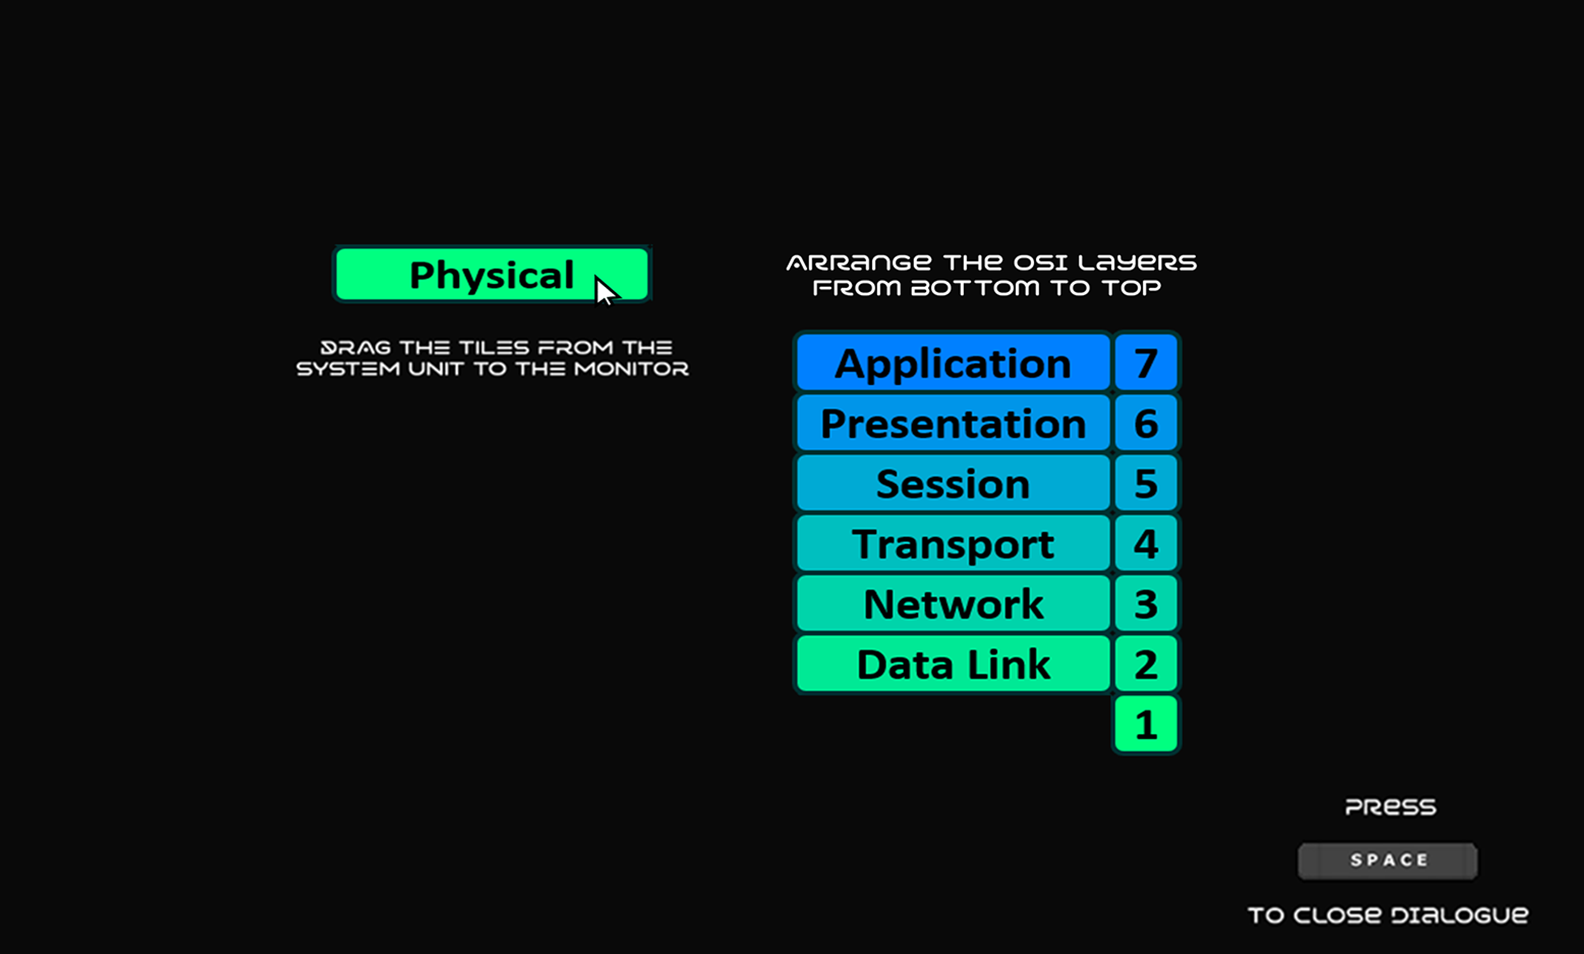 Physical
DRAG THE TILES FROM THE
SYSTEM UNIT TO THE MONITOR
ARRANGE THE OSI LAYERS
FROM BOTTOM TO TOP
Application 7
Presentation 6
Session 5
Transport 4
Network 3
Data Link 2
1
PRESS
SPACE
TO CLOSE DIALOGUE